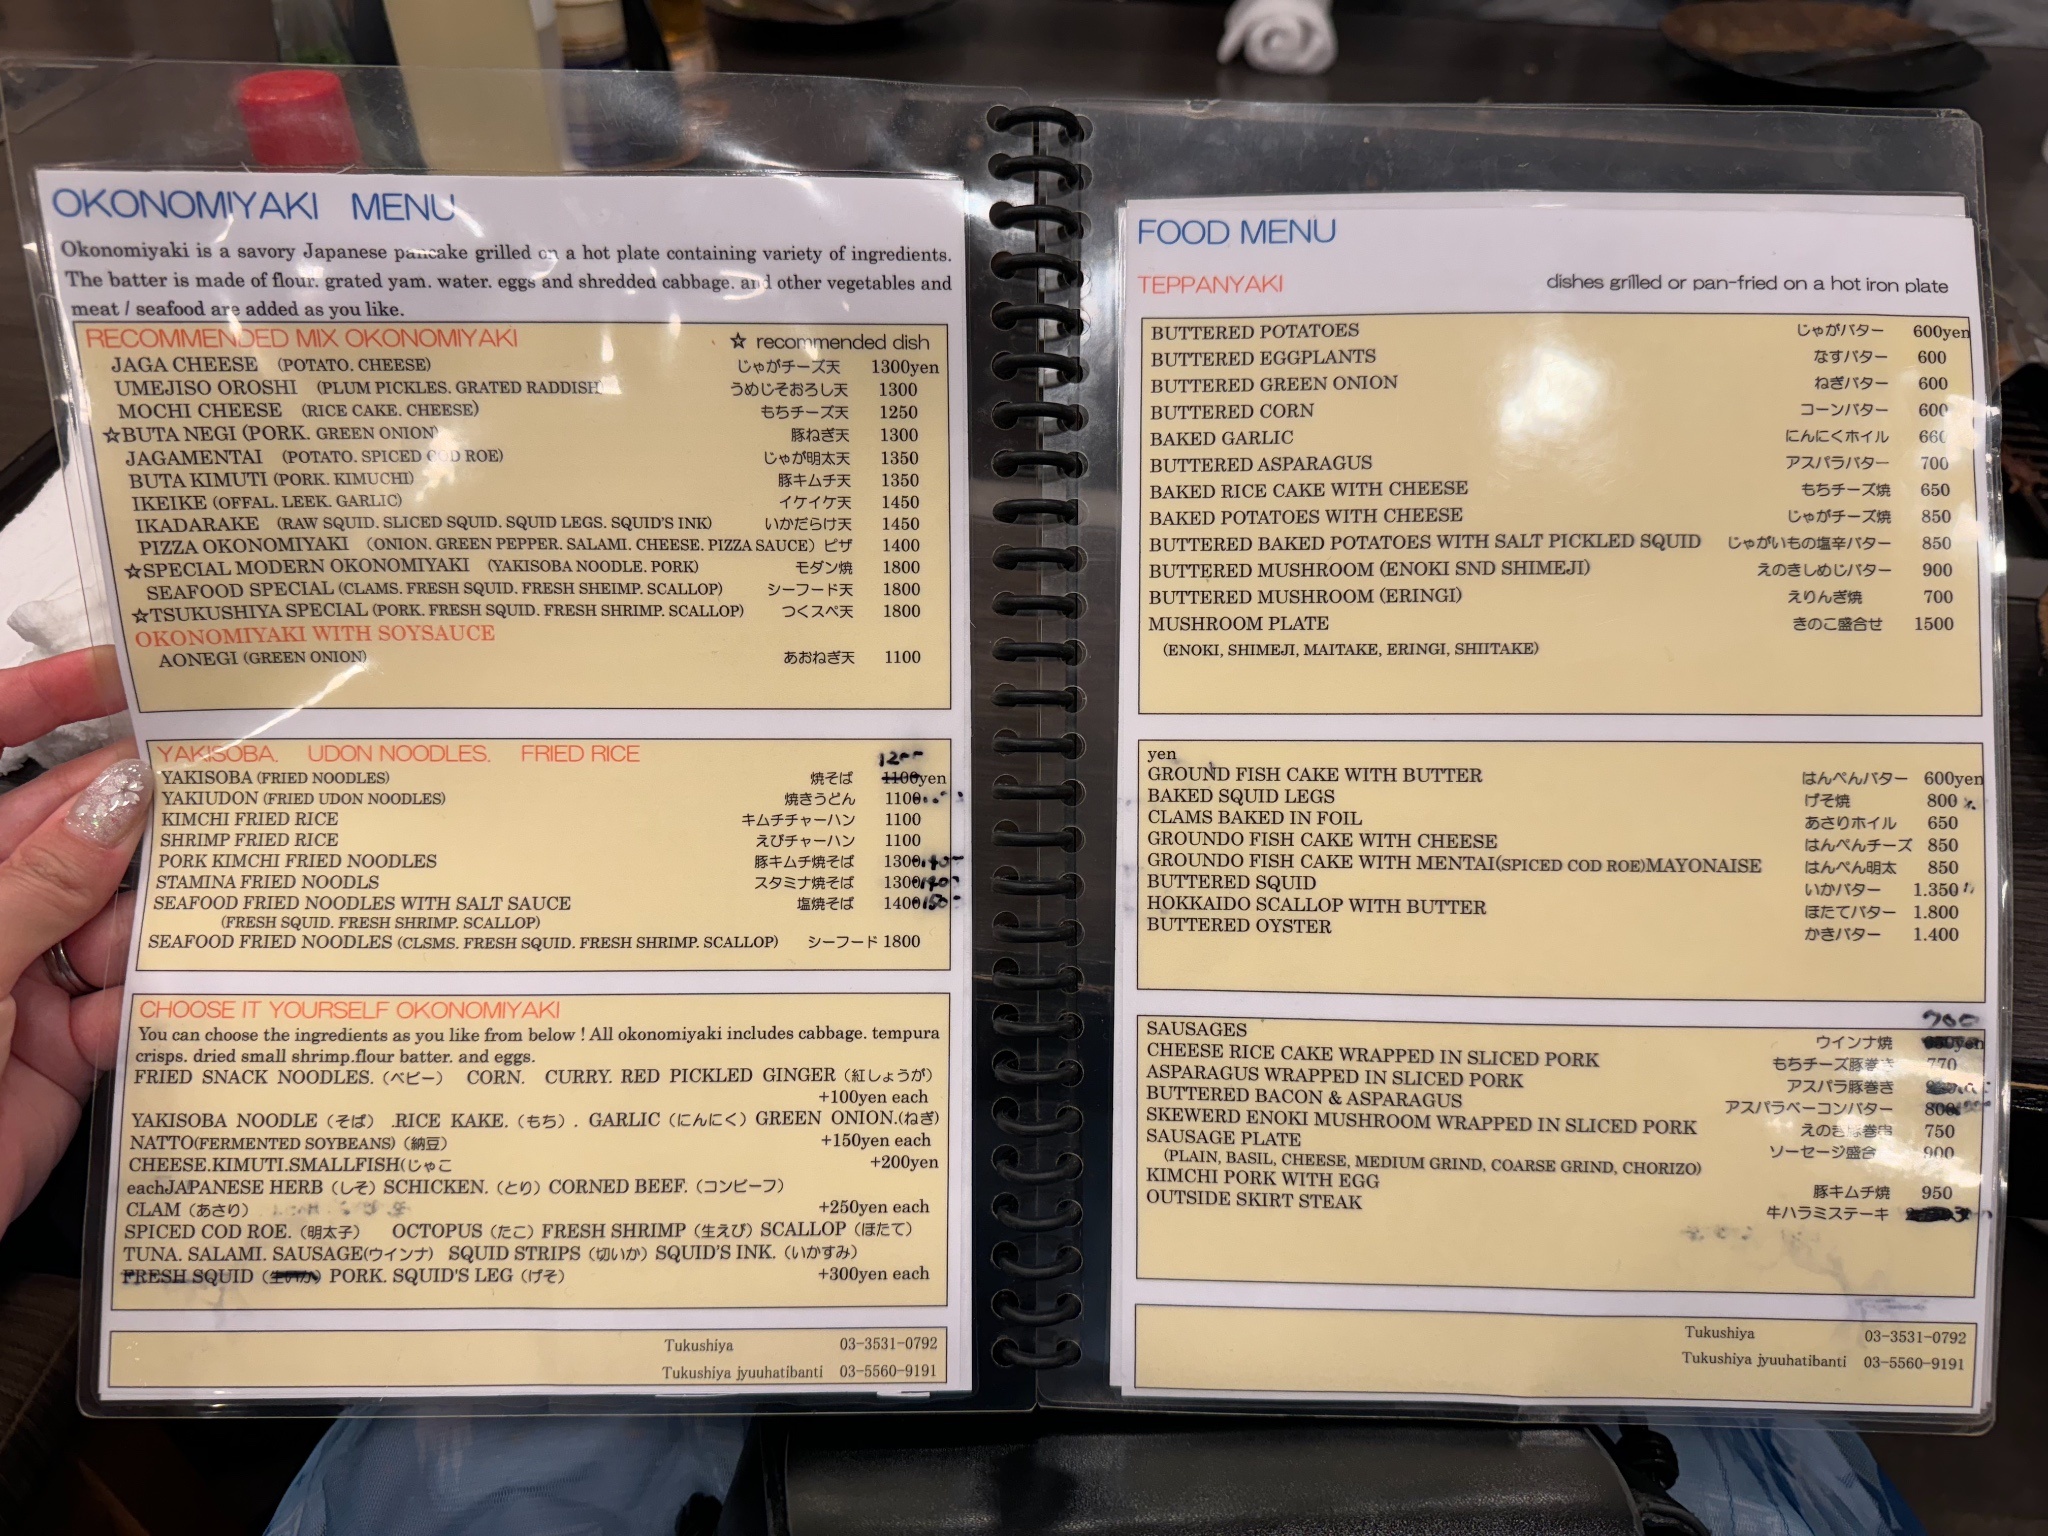 OKONOMIYAKI MENU
Okonomiyaki is a savory Japanese pancake grilled on a hot plate containing variety of ingredients.
The batter is made of flour. grated yam. water. eggs and shredded cabbage. and other vegetables and
meat / seafood are added as you like.
RECOMMENDED MIX OKONOMIYAKI ☆ recommended dish
JAGA CHEESE (POTATO. CHEESE) じゃがチーズ天 1300yen
UMEJISO OROSHI (PLUM PICKLES. GRATED RADDISH) うめじそおろし天 1300
MOCHI CHEESE (RICE CAKE. CHEESE) もちチーズ天 1250
☆BUTA NEGI (PORK. GREEN ONION) 豚ねぎ天 1300
JAGAMENTAI (POTATO. SPICED COD ROE) じゃが明太天 1350
BUTA KIMUTI (PORK. KIMUCHI) 豚キムチ天 1350
IKEIKE (OFFAL. LEEK. GARLIC) イケイケ天 1450
IKADARAKE (RAW SQUID. SLICED SQUID. SQUID LEGS. SQUID'S INK) いかだらけ天 1450
PIZZA OKONOMIYAKI (ONION. GREEN PEPPER. SALAMI. CHEESE. PIZZA SAUCE) ピザ 1400
☆SPECIAL MODERN OKONOMIYAKI (YAKISOBA NOODLE. PORK) モダン焼 1800
SEAFOOD SPECIAL (CLAMS. FRESH SQUID. FRESH SHEIMP. SCALLOP) シーフード天 1800
☆TSUKUSHIYA SPECIAL (PORK. FRESH SQUID. FRESH SHRIMP. SCALLOP) つくスペ天 1800
OKONOMIYAKI WITH SOYSAUCE
AONEGI (GREEN ONION) あおねぎ天 1100
YAKISOBA. UDON NOODLES. FRIED RICE 1200
YAKISOBA (FRIED NOODLES) 焼そば 1100yen
YAKIUDON (FRIED UDON NOODLES) 焼きうどん 1100
KIMCHI FRIED RICE キムチチャーハン 1100
SHRIMP FRIED RICE えびチャーハン 1100
PORK KIMCHI FRIED NOODLES 豚キムチ焼そば 1300
STAMINA FRIED NOODLS スタミナ焼そば 1300
SEAFOOD FRIED NOODLES WITH SALT SAUCE 塩焼そば 1400
(FRESH SQUID. FRESH SHRIMP. SCALLOP)
SEAFOOD FRIED NOODLES (CLSMS. FRESH SQUID. FRESH SHRIMP. SCALLOP) シーフード 1800
CHOOSE IT YOURSELF OKONOMIYAKI
You can choose the ingredients as you like from below ! All okonomiyaki includes cabbage. tempura
crisps. dried small shrimp.flour batter. and eggs.
FRIED SNACK NOODLES.（ベビー） CORN. CURRY. RED PICKLED GINGER（紅しょうが）
+100yen each
YAKISOBA NOODLE（そば） .RICE KAKE.（もち）. GARLIC（にんにく）GREEN ONION.(ねぎ)
NATTO(FERMENTED SOYBEANS)（納豆） +150yen each
CHEESE.KIMUTI.SMALLFISH(じゃこ +200yen
eachJAPANESE HERB（しそ）SCHICKEN.（とり）CORNED BEEF.（コンビーフ）
CLAM（あさり） +250yen each
SPICED COD ROE.（明太子） OCTOPUS（たこ）FRESH SHRIMP（生えび）SCALLOP（ほたて）
TUNA. SALAMI. SAUSAGE(ウインナ) SQUID STRIPS（切いか）SQUID'S INK.（いかすみ）
FRESH SQUID（生いか）PORK. SQUID'S LEG（げそ） +300yen each
Tukushiya 03-3531-0792
Tukushiya jyuuhatibanti 03-5560-9191
FOOD MENU
TEPPANYAKI dishes grilled or pan-fried on a hot iron plate
BUTTERED POTATOES じゃがバター 600yen
BUTTERED EGGPLANTS なすバター 600
BUTTERED GREEN ONION ねぎバター 600
BUTTERED CORN コーンバター 600
BAKED GARLIC にんにくホイル 660
BUTTERED ASPARAGUS アスパラバター 700
BAKED RICE CAKE WITH CHEESE もちチーズ焼 650
BAKED POTATOES WITH CHEESE じゃがチーズ焼 850
BUTTERED BAKED POTATOES WITH SALT PICKLED SQUID じゃがいもの塩辛バター 850
BUTTERED MUSHROOM (ENOKI SND SHIMEJI) えのきしめじバター 900
BUTTERED MUSHROOM (ERINGI) えりんぎ焼 700
MUSHROOM PLATE きのこ盛合せ 1500
(ENOKI, SHIMEJI, MAITAKE, ERINGI, SHIITAKE)
yen
GROUND FISH CAKE WITH BUTTER はんぺんバター 600yen
BAKED SQUID LEGS げそ焼 800
CLAMS BAKED IN FOIL あさりホイル 650
GROUNDO FISH CAKE WITH CHEESE はんぺんチーズ 850
GROUNDO FISH CAKE WITH MENTAI(SPICED COD ROE)MAYONAISE はんぺん明太 850
BUTTERED SQUID いかバター 1.350
HOKKAIDO SCALLOP WITH BUTTER ほたてバター 1.800
BUTTERED OYSTER かきバター 1.400
SAUSAGES ウインナ焼 700
CHEESE RICE CAKE WRAPPED IN SLICED PORK もちチーズ豚巻き 770
ASPARAGUS WRAPPED IN SLICED PORK アスパラ豚巻き
BUTTERED BACON & ASPARAGUS アスパラベーコンバター 800
SKEWERD ENOKI MUSHROOM WRAPPED IN SLICED PORK えのき豚巻串 750
SAUSAGE PLATE ソーセージ盛合 900
(PLAIN, BASIL, CHEESE, MEDIUM GRIND, COARSE GRIND, CHORIZO)
KIMCHI PORK WITH EGG 豚キムチ焼 950
OUTSIDE SKIRT STEAK 牛ハラミステーキ
Tukushiya 03-3531-0792
Tukushiya jyuuhatibanti 03-5560-9191